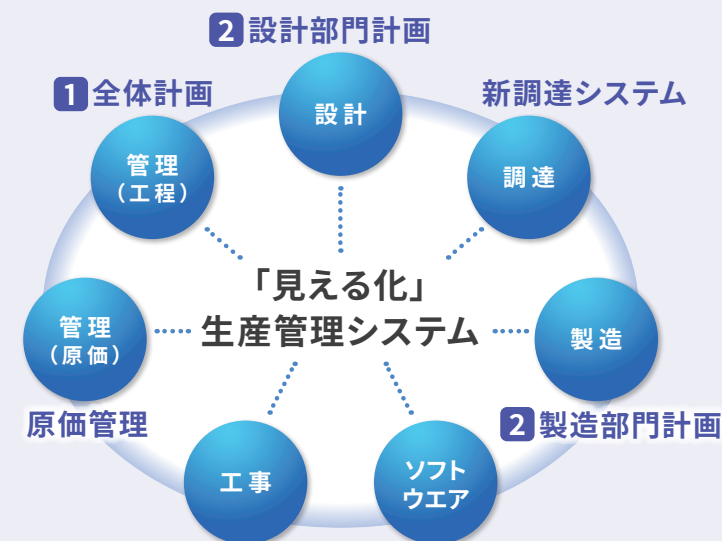 2 設計部門計画
設計
1 全体計画
管理
（工程）
新調達システム
調達
「見える化」
生産管理システム
管理
（原価）
原価管理
製造
2 製造部門計画
工事
ソフト
ウエア